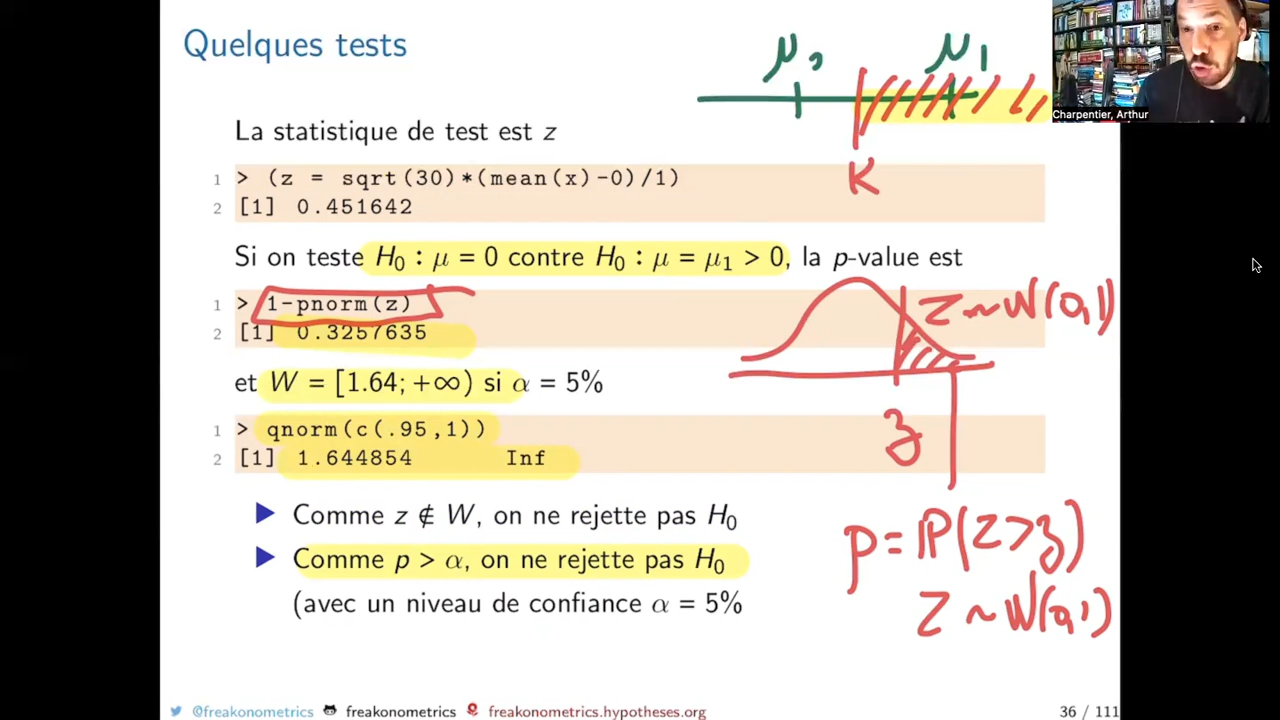 Quelques tests
μ₀ μ₁
K
Charpentier, Arthur
La statistique de test est z
1 > (z = sqrt(30)*(mean(x)-0)/1)
2 [1] 0.451642
Si on teste H₀ : μ = 0 contre H₀ : μ = μ₁ > 0, la p-value est
1 > 1-pnorm(z)
2 [1] 0.3257635
Z ~ N(0,1)
z
et W = [1.64; +∞) si α = 5%
1 > qnorm(c(.95,1))
2 [1] 1.644854 Inf
▶ Comme z ∉ W, on ne rejette pas H₀
▶ Comme p > α, on ne rejette pas H₀
(avec un niveau de confiance α = 5%
p = P(Z > z)
Z ~ N(0,1)
@freakonometrics freakonometrics freakonometrics.hypotheses.org 36 / 111